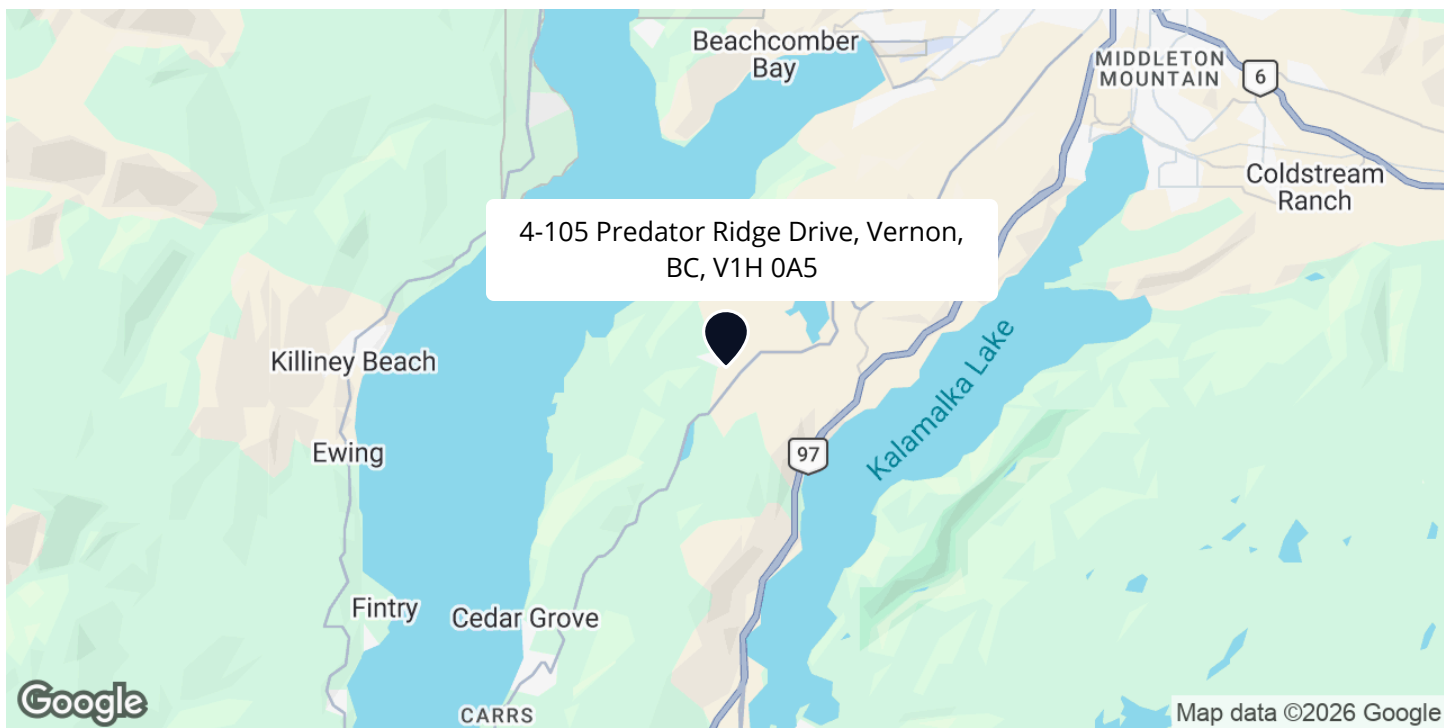 Beachcomber
Bay
MIDDLETON
MOUNTAIN
6
Coldstream
Ranch
4-105 Predator Ridge Drive, Vernon,
BC, V1H 0A5
Killiney Beach
Kalamalka Lake
Ewing
97
Fintry
Cedar Grove
CARRS
Google
Map data ©2026 Google